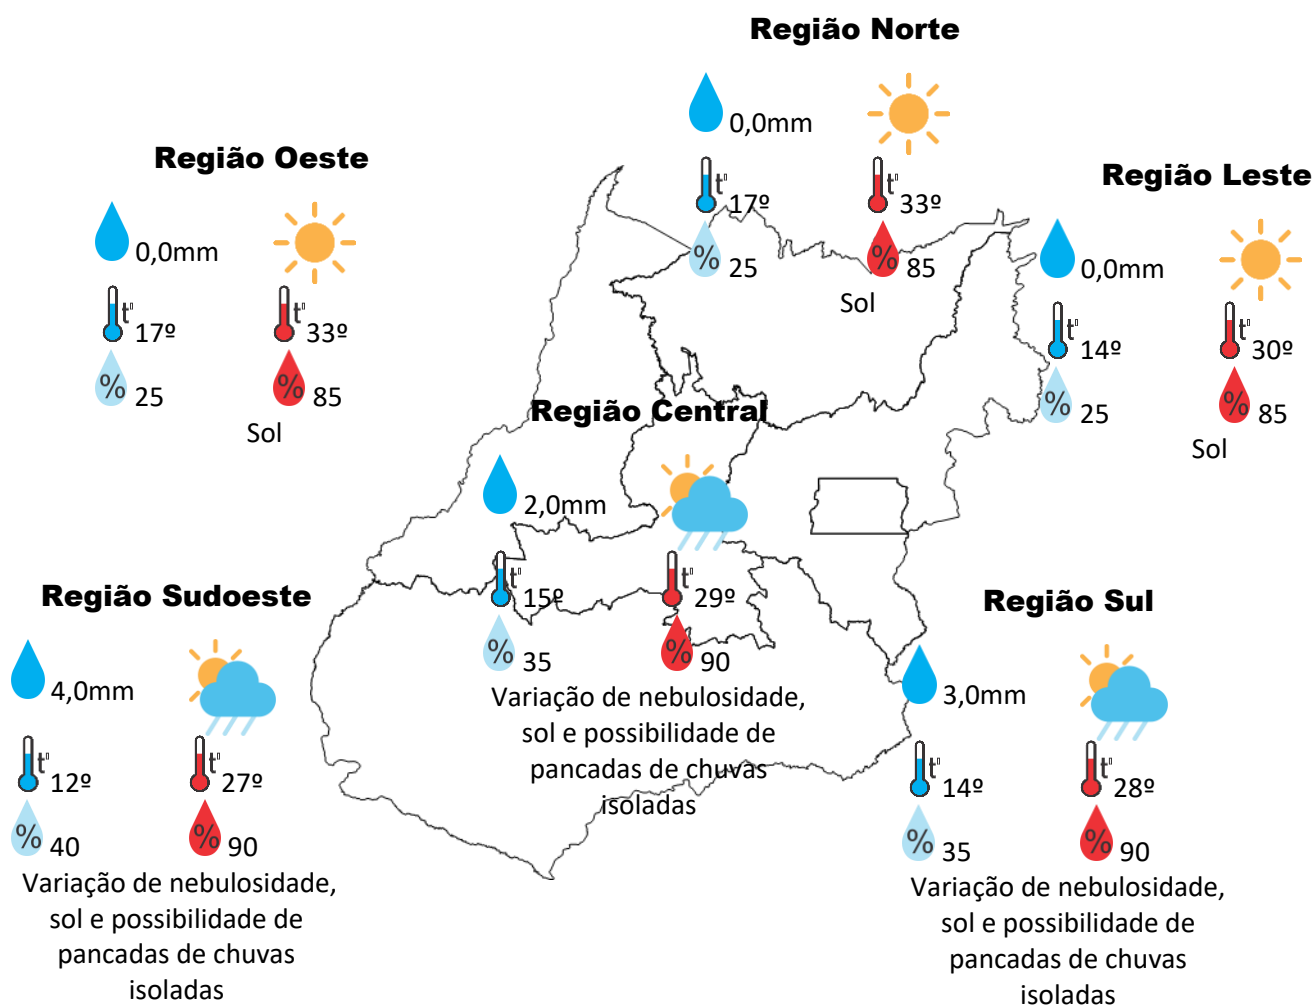 Região Norte
0,0mm
t°
17º
t°
33º
%
25
%
85
Sol
Região Oeste
0,0mm
t°
17º
t°
33º
%
25
%
85
Sol
Região Leste
0,0mm
t°
14º
t°
30º
%
25
%
85
Sol
Região Central
2,0mm
t°
15º
t°
29º
%
35
%
90
Variação de nebulosidade,
sol e possibilidade de
pancadas de chuvas
isoladas
Região Sudoeste
4,0mm
t°
12º
t°
27º
%
40
%
90
Variação de nebulosidade,
sol e possibilidade de
pancadas de chuvas
isoladas
Região Sul
3,0mm
t°
14º
t°
28º
%
35
%
90
Variação de nebulosidade,
sol e possibilidade de
pancadas de chuvas
isoladas